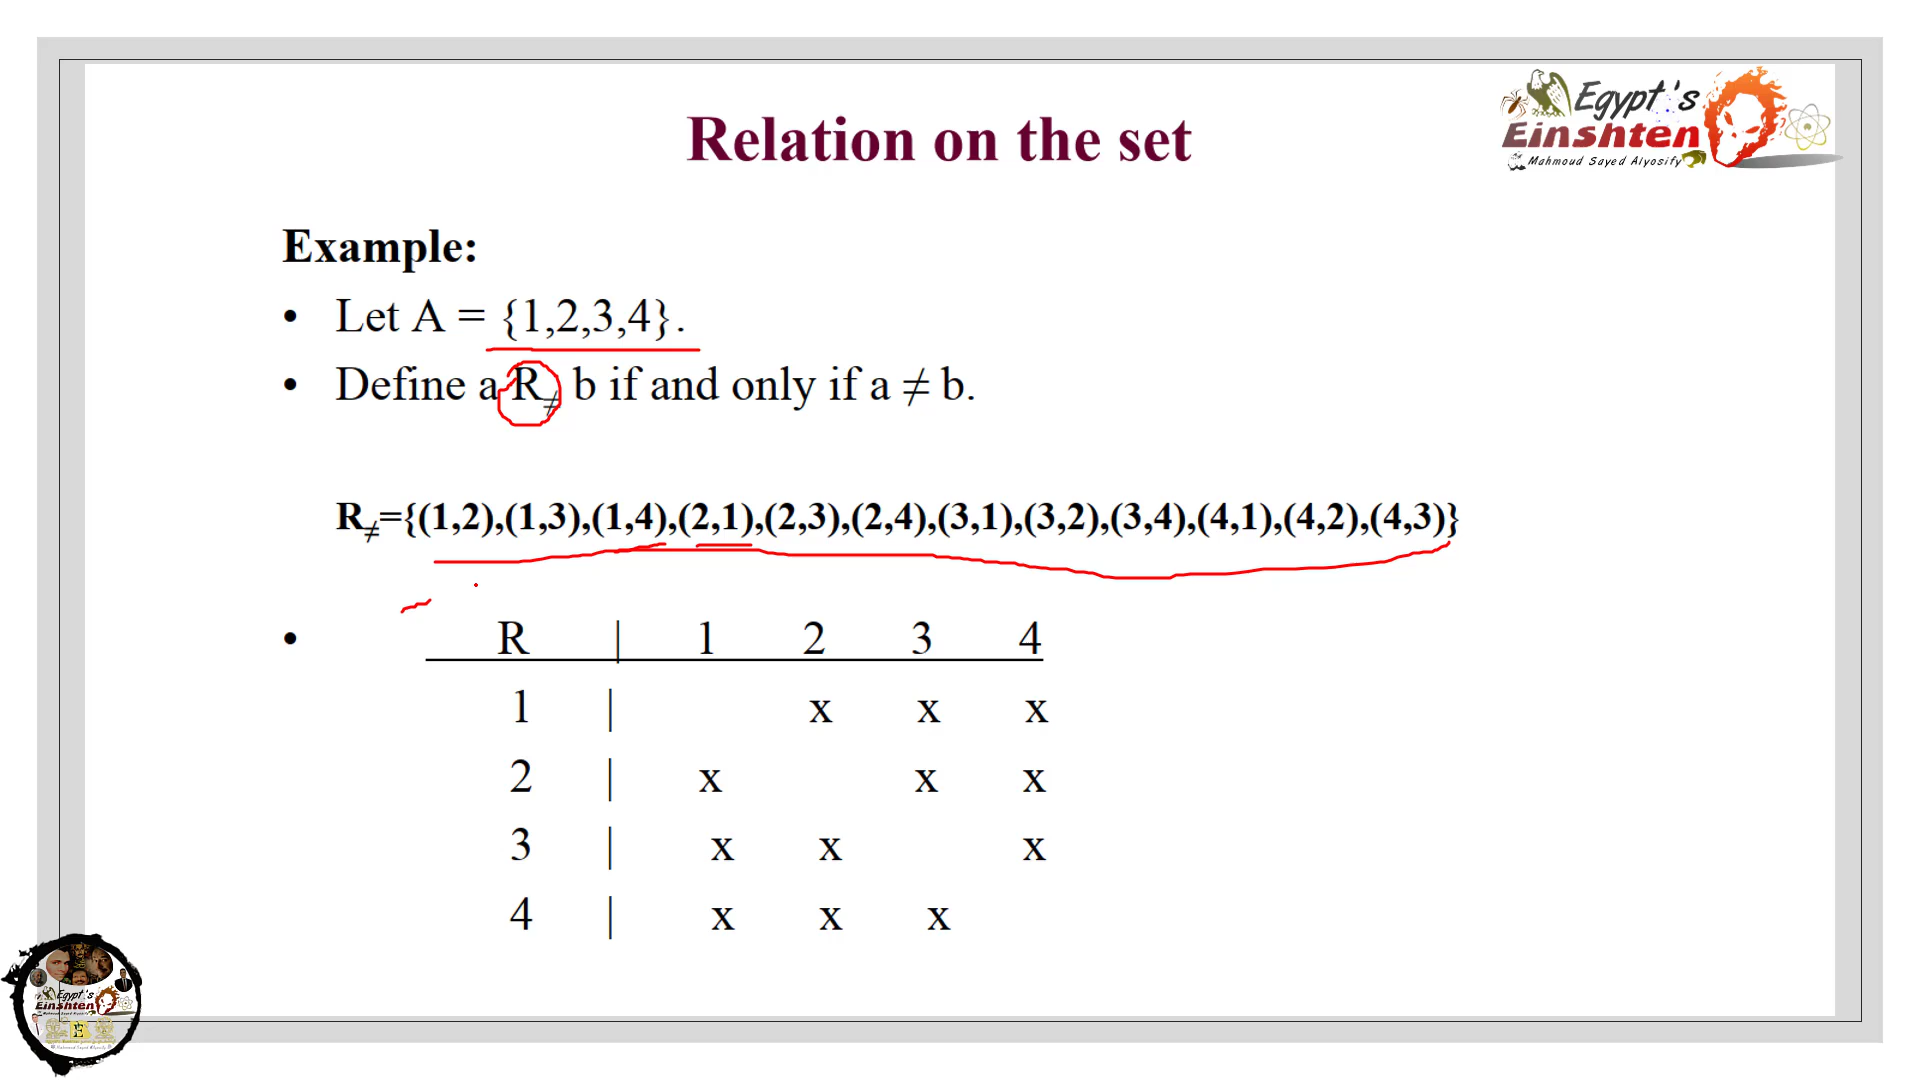 Egypt's
Einshten
Mahmoud Sayed Alyosify
Relation on the set
Example:
• Let A = {1,2,3,4}.
• Define a R≠ b if and only if a ≠ b.
R≠={(1,2),(1,3),(1,4),(2,1),(2,3),(2,4),(3,1),(3,2),(3,4),(4,1),(4,2),(4,3)}
• R | 1 2 3 4
1 | x x x
2 | x x x
3 | x x x
4 | x x x
Egypt's
Einshten